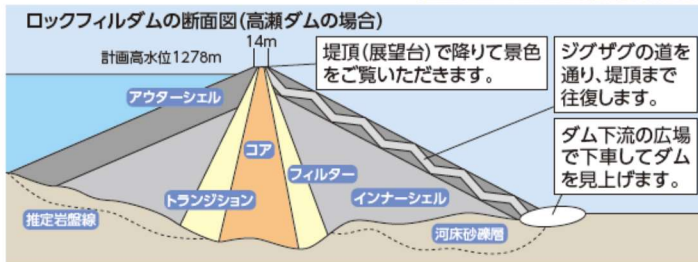 ロックフィルダムの断面図(高瀬ダムの場合)
14m
計画高水位1278m
堤頂(展望台)で降りて景色
をご覧いただきます。
ジグザグの道を
通り、堤頂まで
往復します。
ダム下流の広場
で下車してダム
を見上げます。
アウターシェル
コア
フィルター
トランジション
インナーシェル
推定岩盤線
河床砂礫層